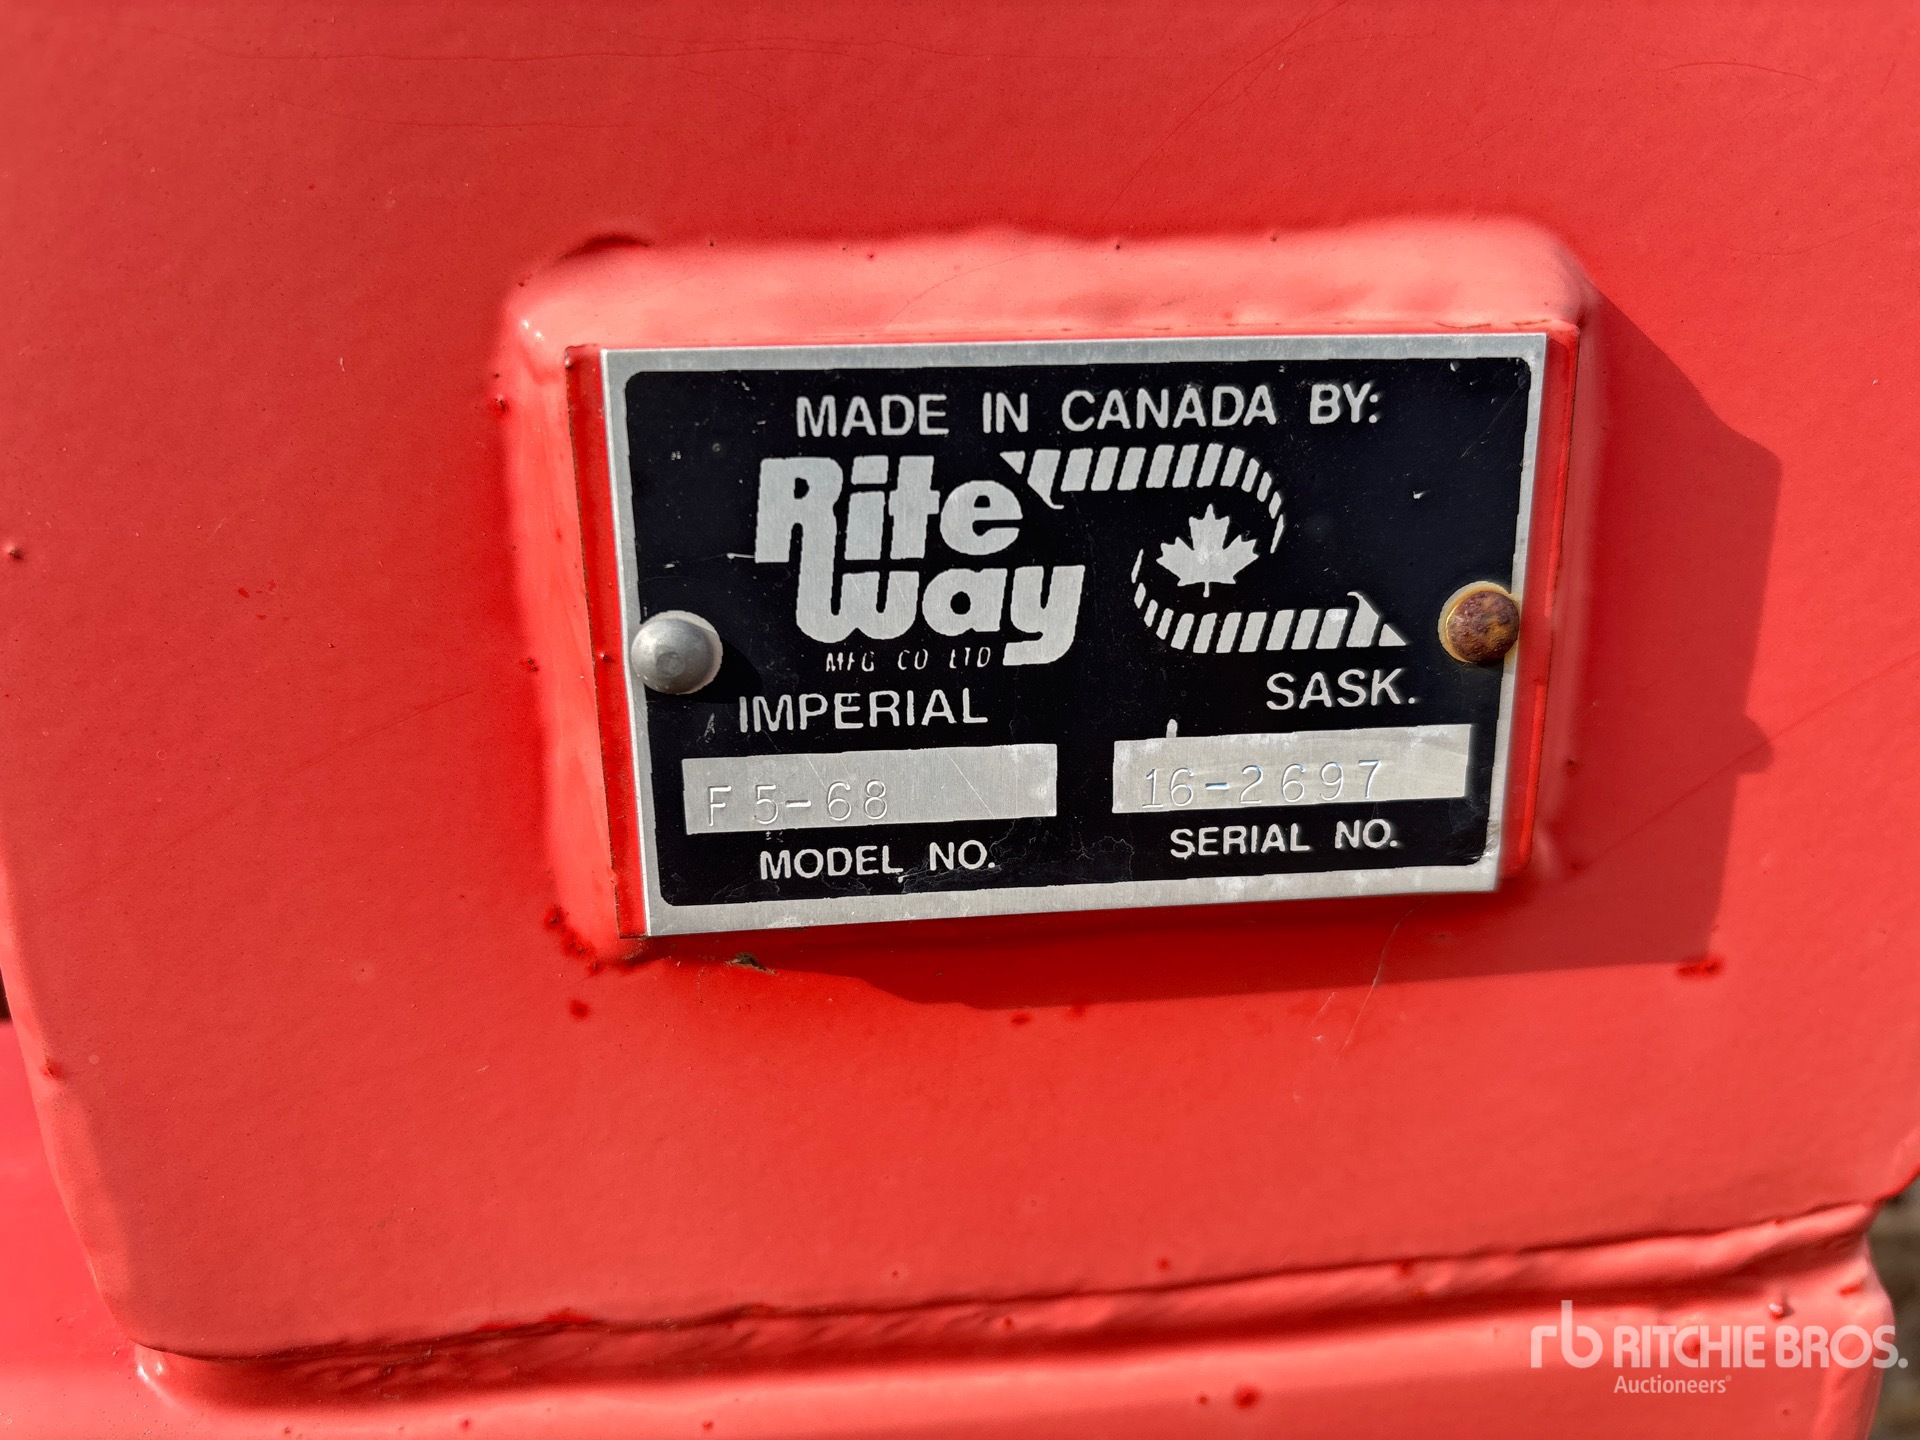 MADE IN CANADA BY:
Rite
Way
MFG CO LTD
IMPERIAL SASK.
F5-68 16-2697
MODEL NO. SERIAL NO.
rb RITCHIE BROS.
Auctioneers®